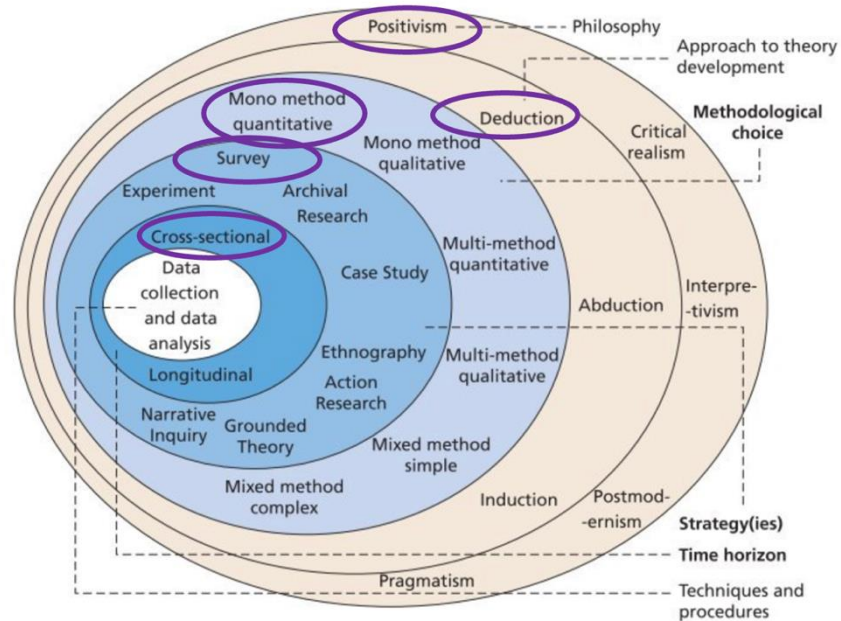 Positivism
Philosophy
Approach to theory
development
Mono method
quantitative
Deduction
Methodological
choice
Critical
realism
Mono method
qualitative
Survey
Experiment
Archival
Research
Cross-sectional
Multi-method
quantitative
Data
collection
and data
analysis
Case Study
Abduction
Interpre-
-tivism
Ethnography
Multi-method
qualitative
Longitudinal
Action
Research
Narrative
Inquiry
Grounded
Theory
Mixed method
simple
Mixed method
complex
Induction
Postmod-
-ernism
Strategy(ies)
Time horizon
Pragmatism
Techniques and
procedures